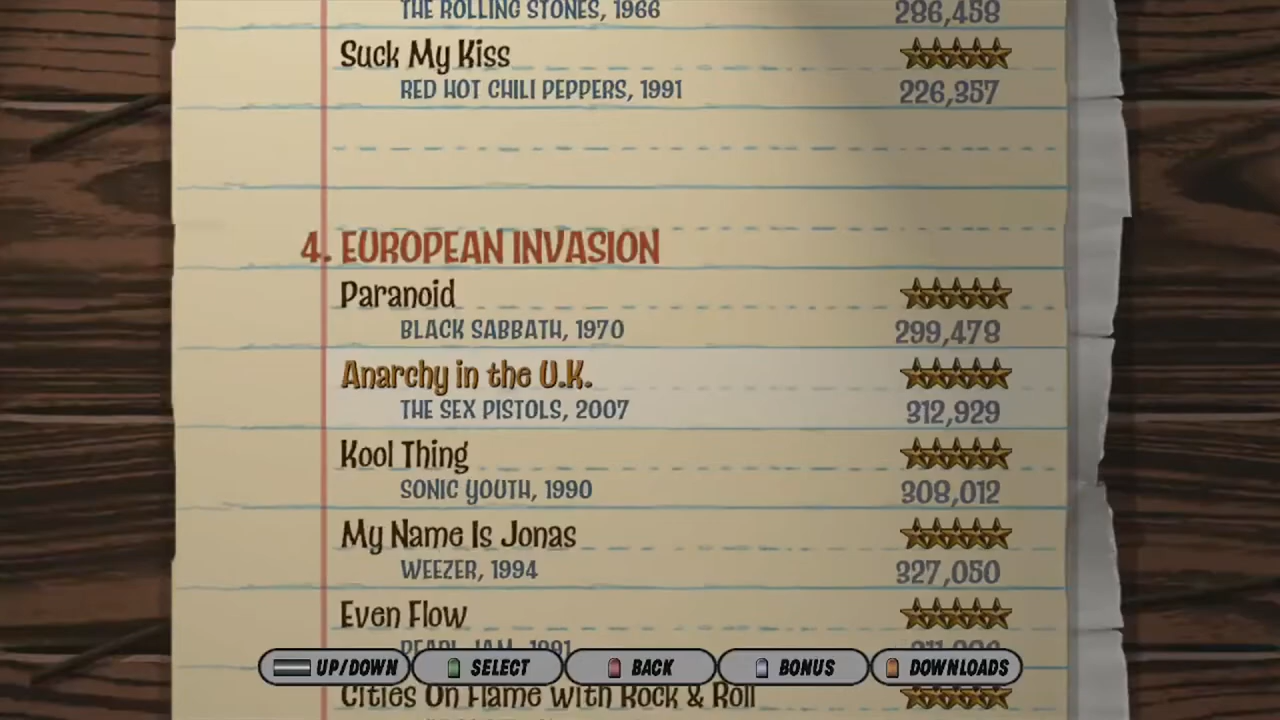 THE ROLLING STONES, 1966 286,458
Suck My Kiss
RED HOT CHILI PEPPERS, 1991 226,357
4. EUROPEAN INVASION
Paranoid
BLACK SABBATH, 1970 299,478
Anarchy in the U.K.
THE SEX PISTOLS, 2007 312,929
Kool Thing
SONIC YOUTH, 1990 308,012
My Name Is Jonas
WEEZER, 1994 327,050
Even Flow
PEARL JAM, 1991
UP/DOWN SELECT BACK BONUS DOWNLOADS
Cities On Flame with Rock & Roll